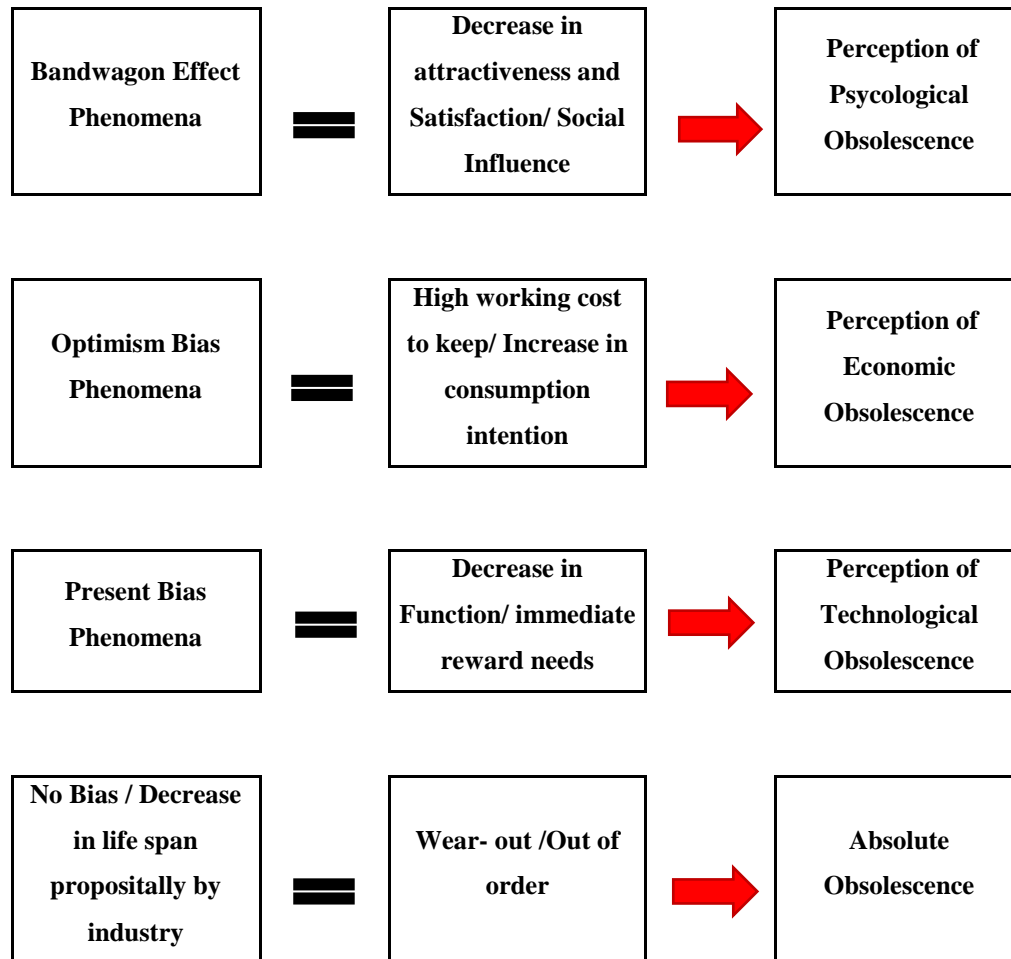 Bandwagon Effect
Phenomena
Decrease in
attractiveness and
Satisfaction/ Social
Influence
Perception of
Psycological
Obsolescence
Optimism Bias
Phenomena
High working cost
to keep/ Increase in
consumption
intention
Perception of
Economic
Obsolescence
Present Bias
Phenomena
Decrease in
Function/ immediate
reward needs
Perception of
Technological
Obsolescence
No Bias / Decrease
in life span
propositally by
industry
Wear- out /Out of
order
Absolute
Obsolescence